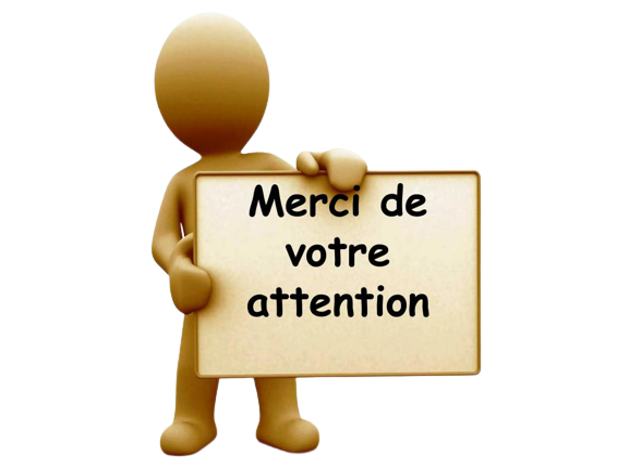 Merci de
votre
attention